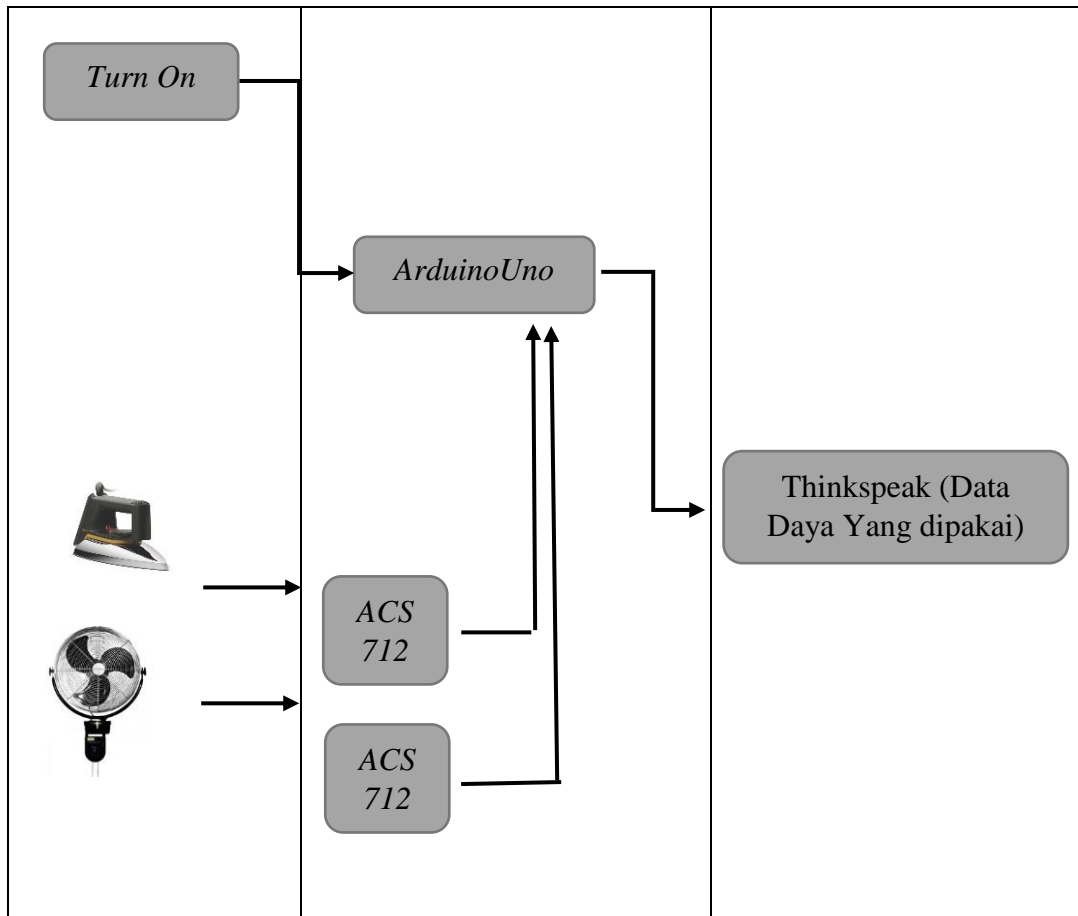 Turn On
ArduinoUno
Thinkspeak (Data
Daya Yang dipakai)
ACS
712
ACS
712